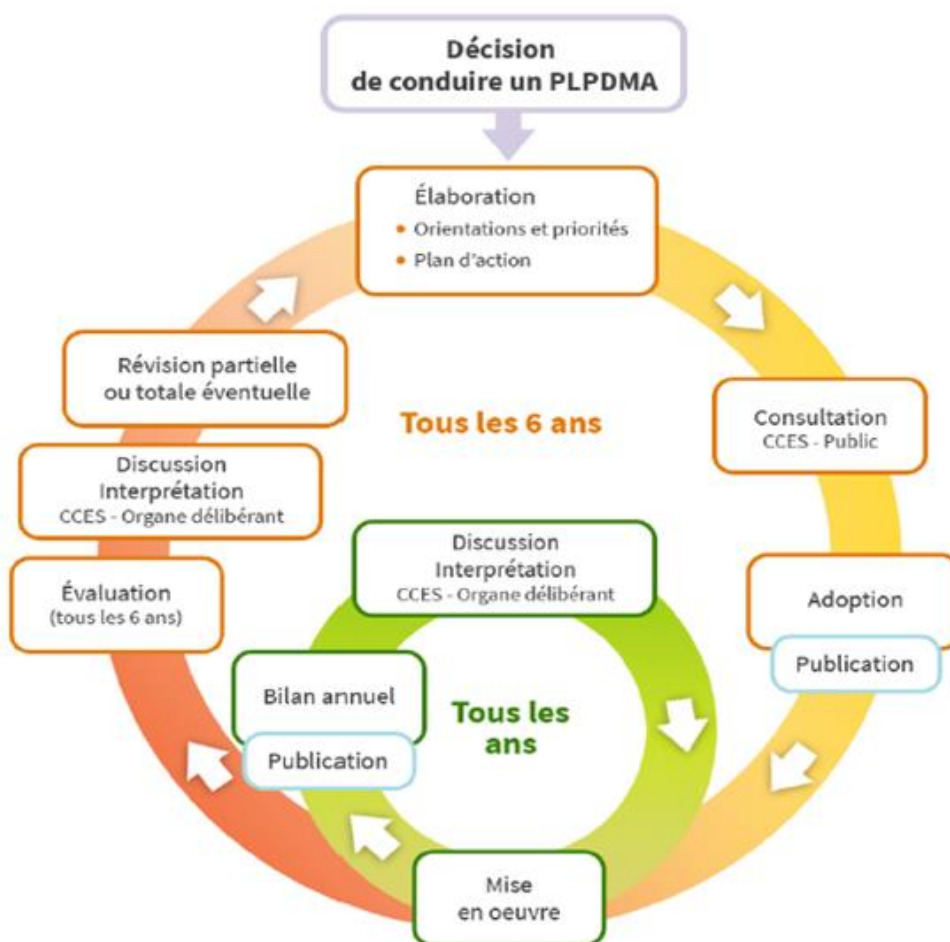 Décision
de conduire un PLPDMA
Élaboration
• Orientations et priorités
• Plan d'action
Révision partielle
ou totale éventuelle
Tous les 6 ans
Consultation
CCES - Public
Discussion
Interprétation
CCES - Organe délibérant
Discussion
Interprétation
CCES - Organe délibérant
Évaluation
(tous les 6 ans)
Adoption
Publication
Bilan annuel
Publication
Tous les
ans
Mise
en oeuvre